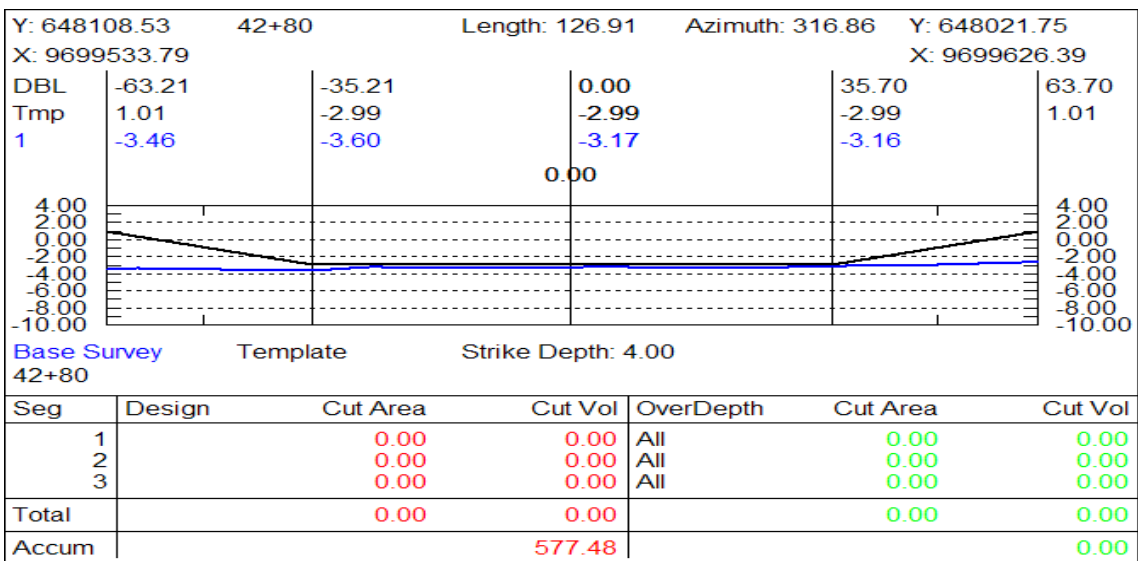 Y: 648108.53 42+80 Length: 126.91 Azimuth: 316.86 Y: 648021.75
X: 9699533.79 X: 9699626.39
DBL -63.21 -35.21 0.00 35.70 63.70
Tmp 1.01 -2.99 -2.99 -2.99 1.01
1 -3.46 -3.60 -3.17 -3.16
0.00
4.00 4.00
2.00 2.00
0.00 0.00
-2.00 -2.00
-4.00 -4.00
-6.00 -6.00
-8.00 -8.00
-10.00 -10.00
Base Survey Template Strike Depth: 4.00
42+80
Seg Design Cut Area Cut Vol OverDepth Cut Area Cut Vol
1 0.00 0.00 All 0.00 0.00
2 0.00 0.00 All 0.00 0.00
3 0.00 0.00 All 0.00 0.00
Total 0.00 0.00 0.00 0.00
Accum 577.48 0.00